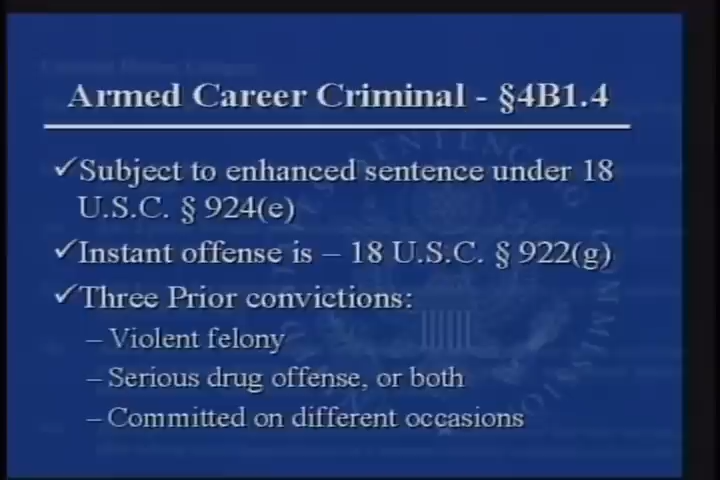 Armed Career Criminal - §4B1.4
✓Subject to enhanced sentence under 18
U.S.C. § 924(e)
✓Instant offense is – 18 U.S.C. § 922(g)
✓Three Prior convictions:
– Violent felony
– Serious drug offense, or both
– Committed on different occasions